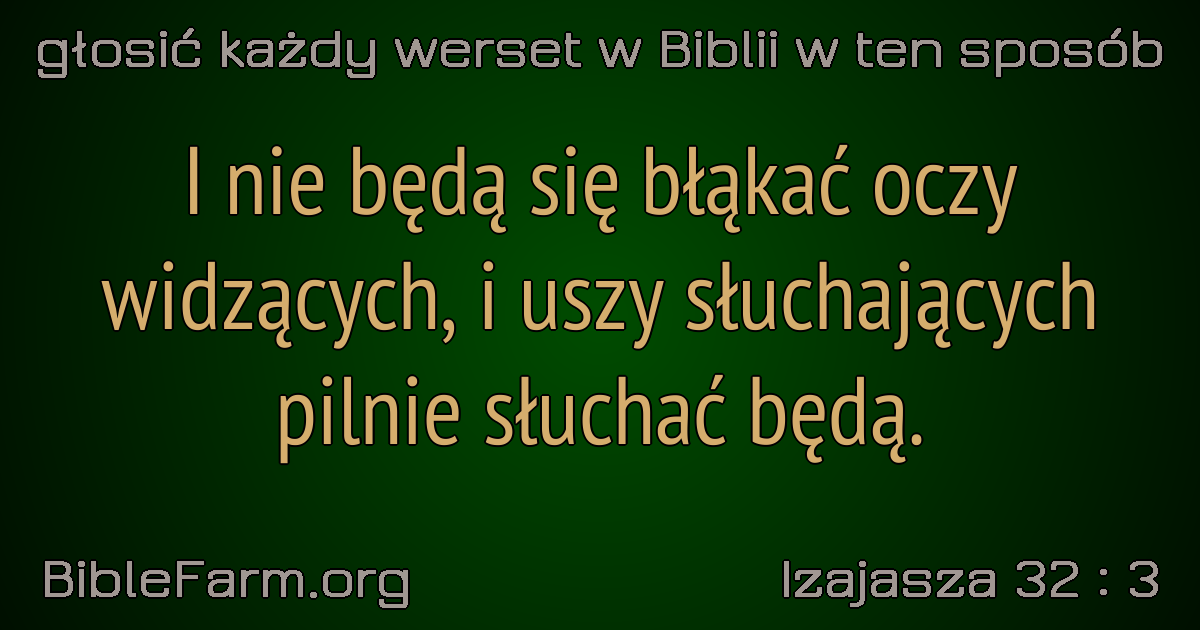 głosić każdy werset w Biblii w ten sposób
I nie będą się błąkać oczy
widzących, i uszy słuchających
pilnie słuchać będą.
BibleFarm.org
Izajasza 32 : 3